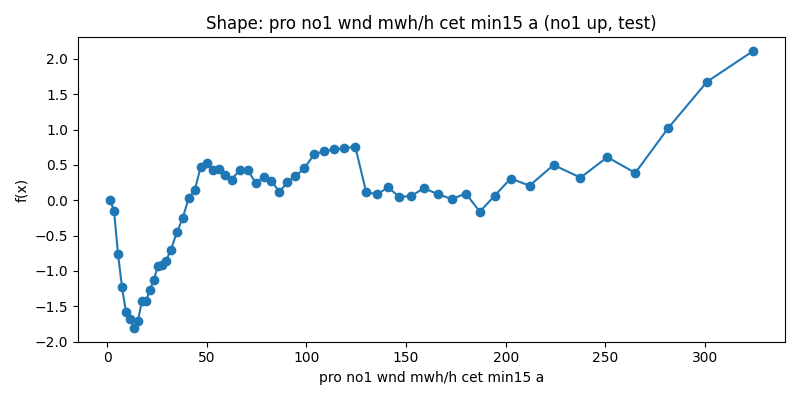 Shape: pro no1 wnd mwh/h cet min15 a (no1 up, test)
2.0
1.5
1.0
0.5
0.0
−0.5
−1.0
−1.5
−2.0
f(x)
0 50 100 150 200 250 300
pro no1 wnd mwh/h cet min15 a